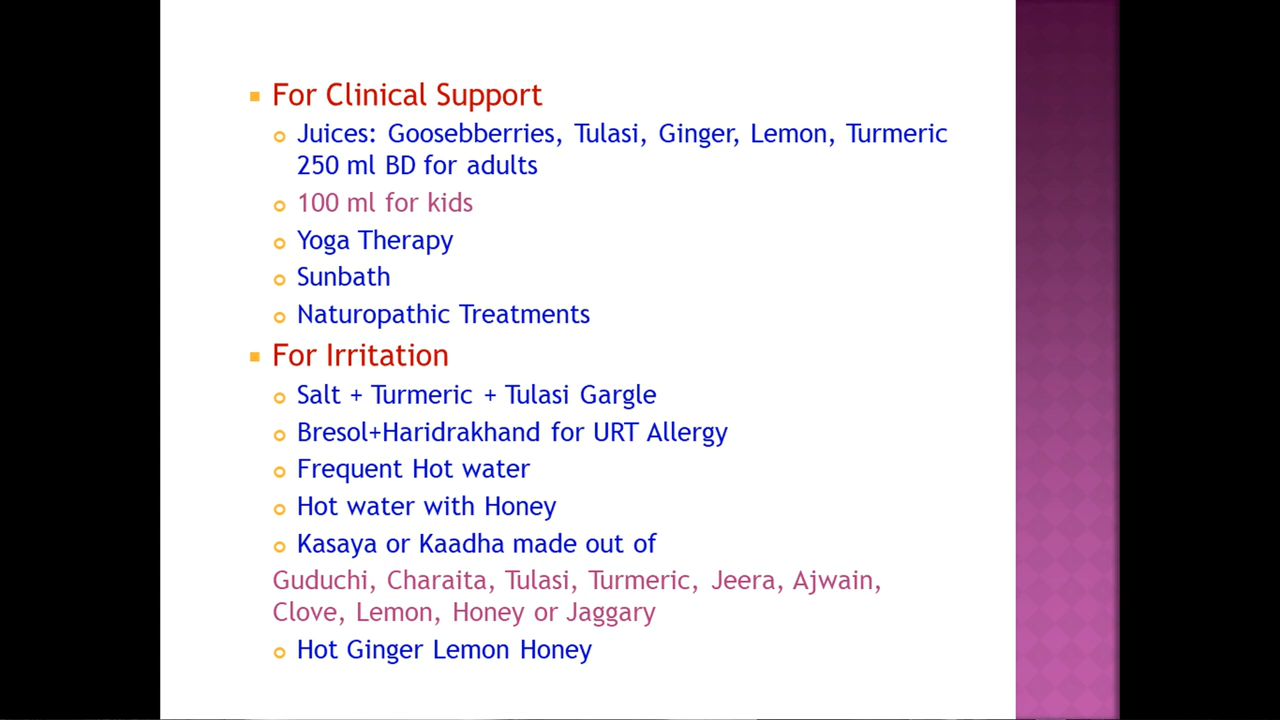 For Clinical Support
Juices: Goosebberries, Tulasi, Ginger, Lemon, Turmeric
250 ml BD for adults
100 ml for kids
Yoga Therapy
Sunbath
Naturopathic Treatments
For Irritation
Salt + Turmeric + Tulasi Gargle
Bresol+Haridrakhand for URT Allergy
Frequent Hot water
Hot water with Honey
Kasaya or Kaadha made out of
Guduchi, Charaita, Tulasi, Turmeric, Jeera, Ajwain,
Clove, Lemon, Honey or Jaggary
Hot Ginger Lemon Honey